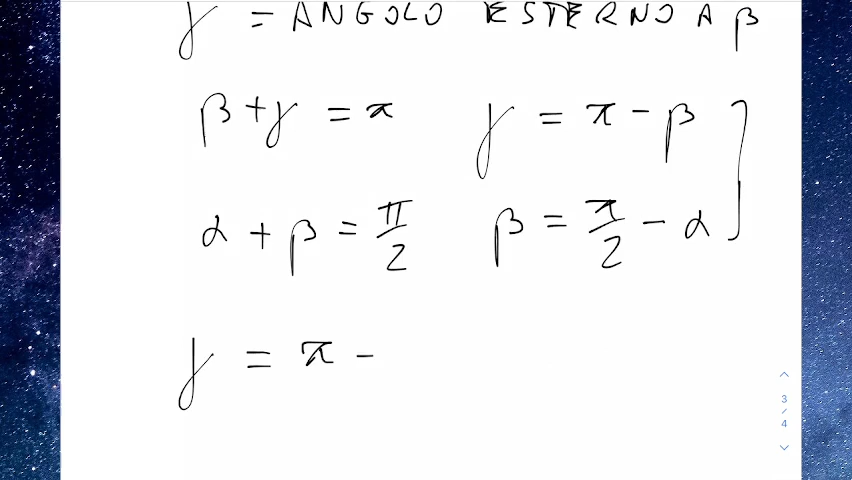 γ = ANGOLO ESTERNO A β
β + γ = π γ = π − β
α + β = π/2 β = π/2 − α
γ = π −
3
/
4